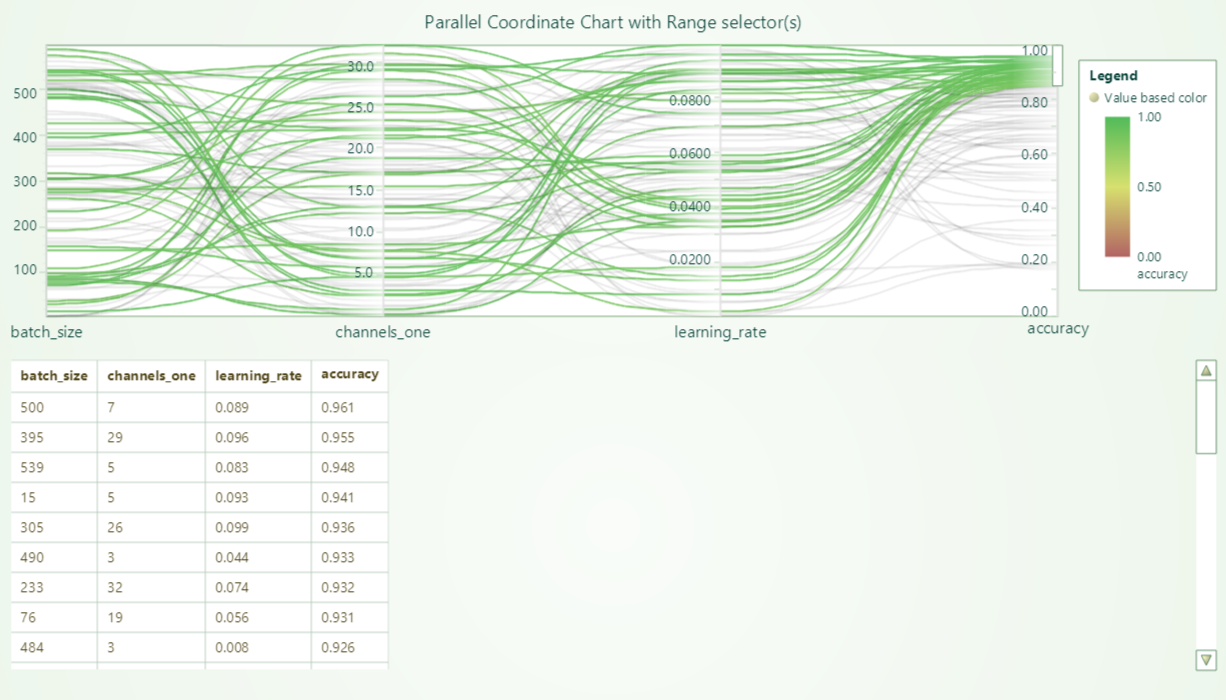 Parallel Coordinate Chart with Range selector(s)
500
400
300
200
100
batch_size
30.0
25.0
20.0
15.0
10.0
5.0
channels_one
0.0800
0.0600
0.0400
0.0200
learning_rate
1.00
0.80
0.60
0.40
0.20
0.00
accuracy
Legend
Value based color
1.00
0.50
0.00
accuracy
batch_size channels_one learning_rate accuracy
500 7 0.089 0.961
395 29 0.096 0.955
539 5 0.083 0.948
15 5 0.093 0.941
305 26 0.099 0.936
490 3 0.044 0.933
233 32 0.074 0.932
76 19 0.056 0.931
484 3 0.008 0.926